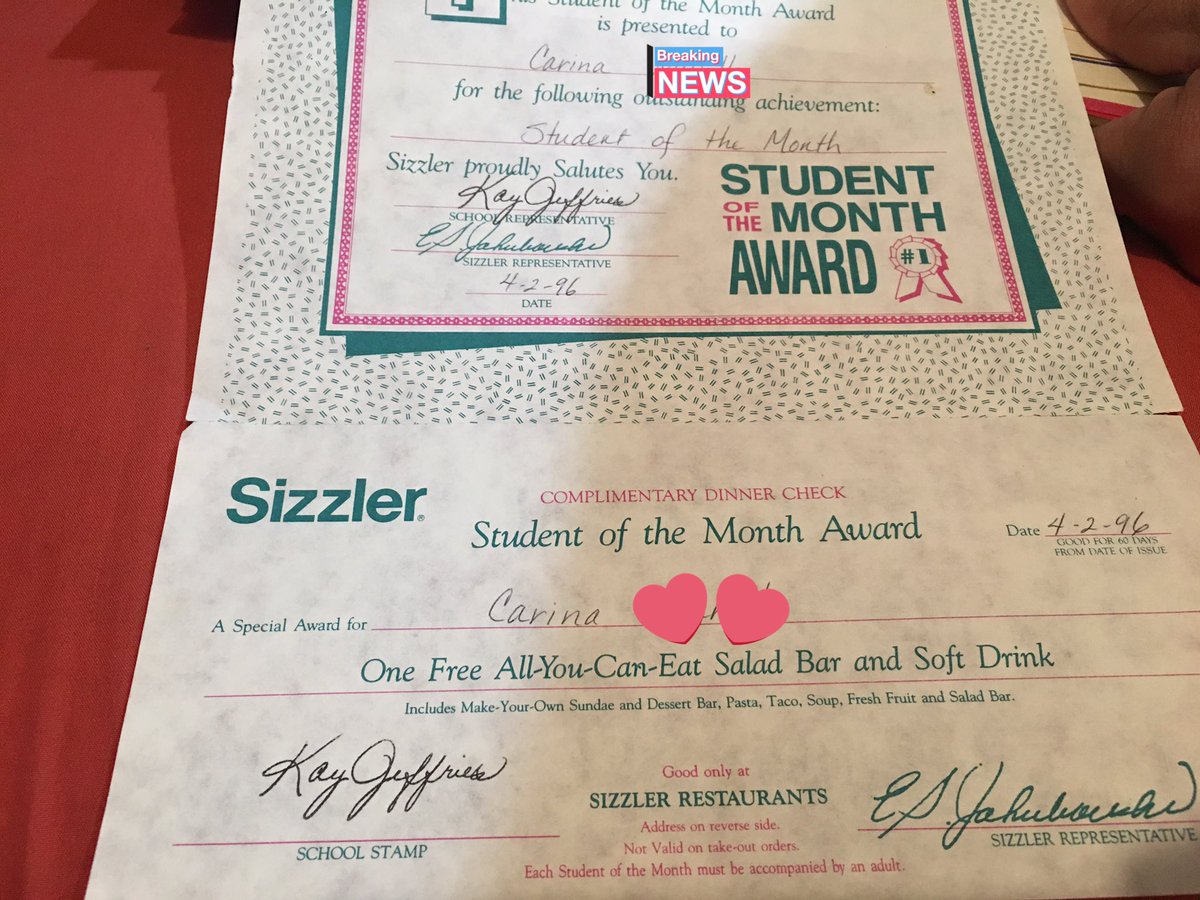 Student of the Month Award
is presented to
Carina
Breaking
NEWS
for the following outstanding achievement:
Student of the Month
Sizzler proudly Salutes You.
Kay Jeffries
SCHOOL REPRESENTATIVE
SIZZLER REPRESENTATIVE
4-2-96
DATE
STUDENT
OF THE MONTH
AWARD
#1
Sizzler®
COMPLIMENTARY DINNER CHECK
Student of the Month Award
Date 4-2-96
GOOD FOR 60 DAYS
FROM DATE OF ISSUE
A Special Award for Carina
One Free All-You-Can-Eat Salad Bar and Soft Drink
Includes Make-Your-Own Sundae and Dessert Bar, Pasta, Taco, Soup, Fresh Fruit and Salad Bar.
Kay Jeffries
SCHOOL STAMP
Good only at
SIZZLER RESTAURANTS
Address on reverse side.
Not Valid on take-out orders.
Each Student of the Month must be accompanied by an adult.
SIZZLER REPRESENTATIVE